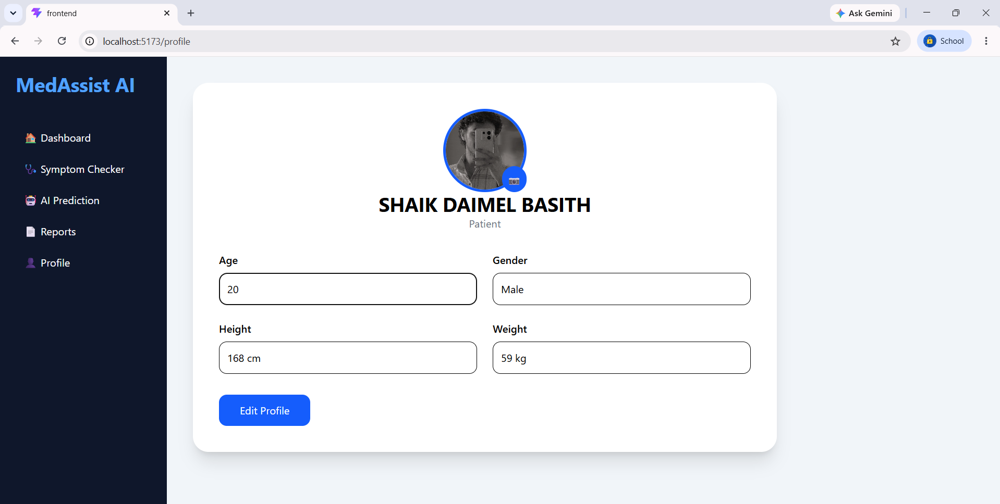 frontend
Ask Gemini
localhost:5173/profile
School
MedAssist AI
Dashboard
Symptom Checker
AI Prediction
Reports
Profile
SHAIK DAIMEL BASITH
Patient
Age
Gender
20
Male
Height
Weight
168 cm
59 kg
Edit Profile